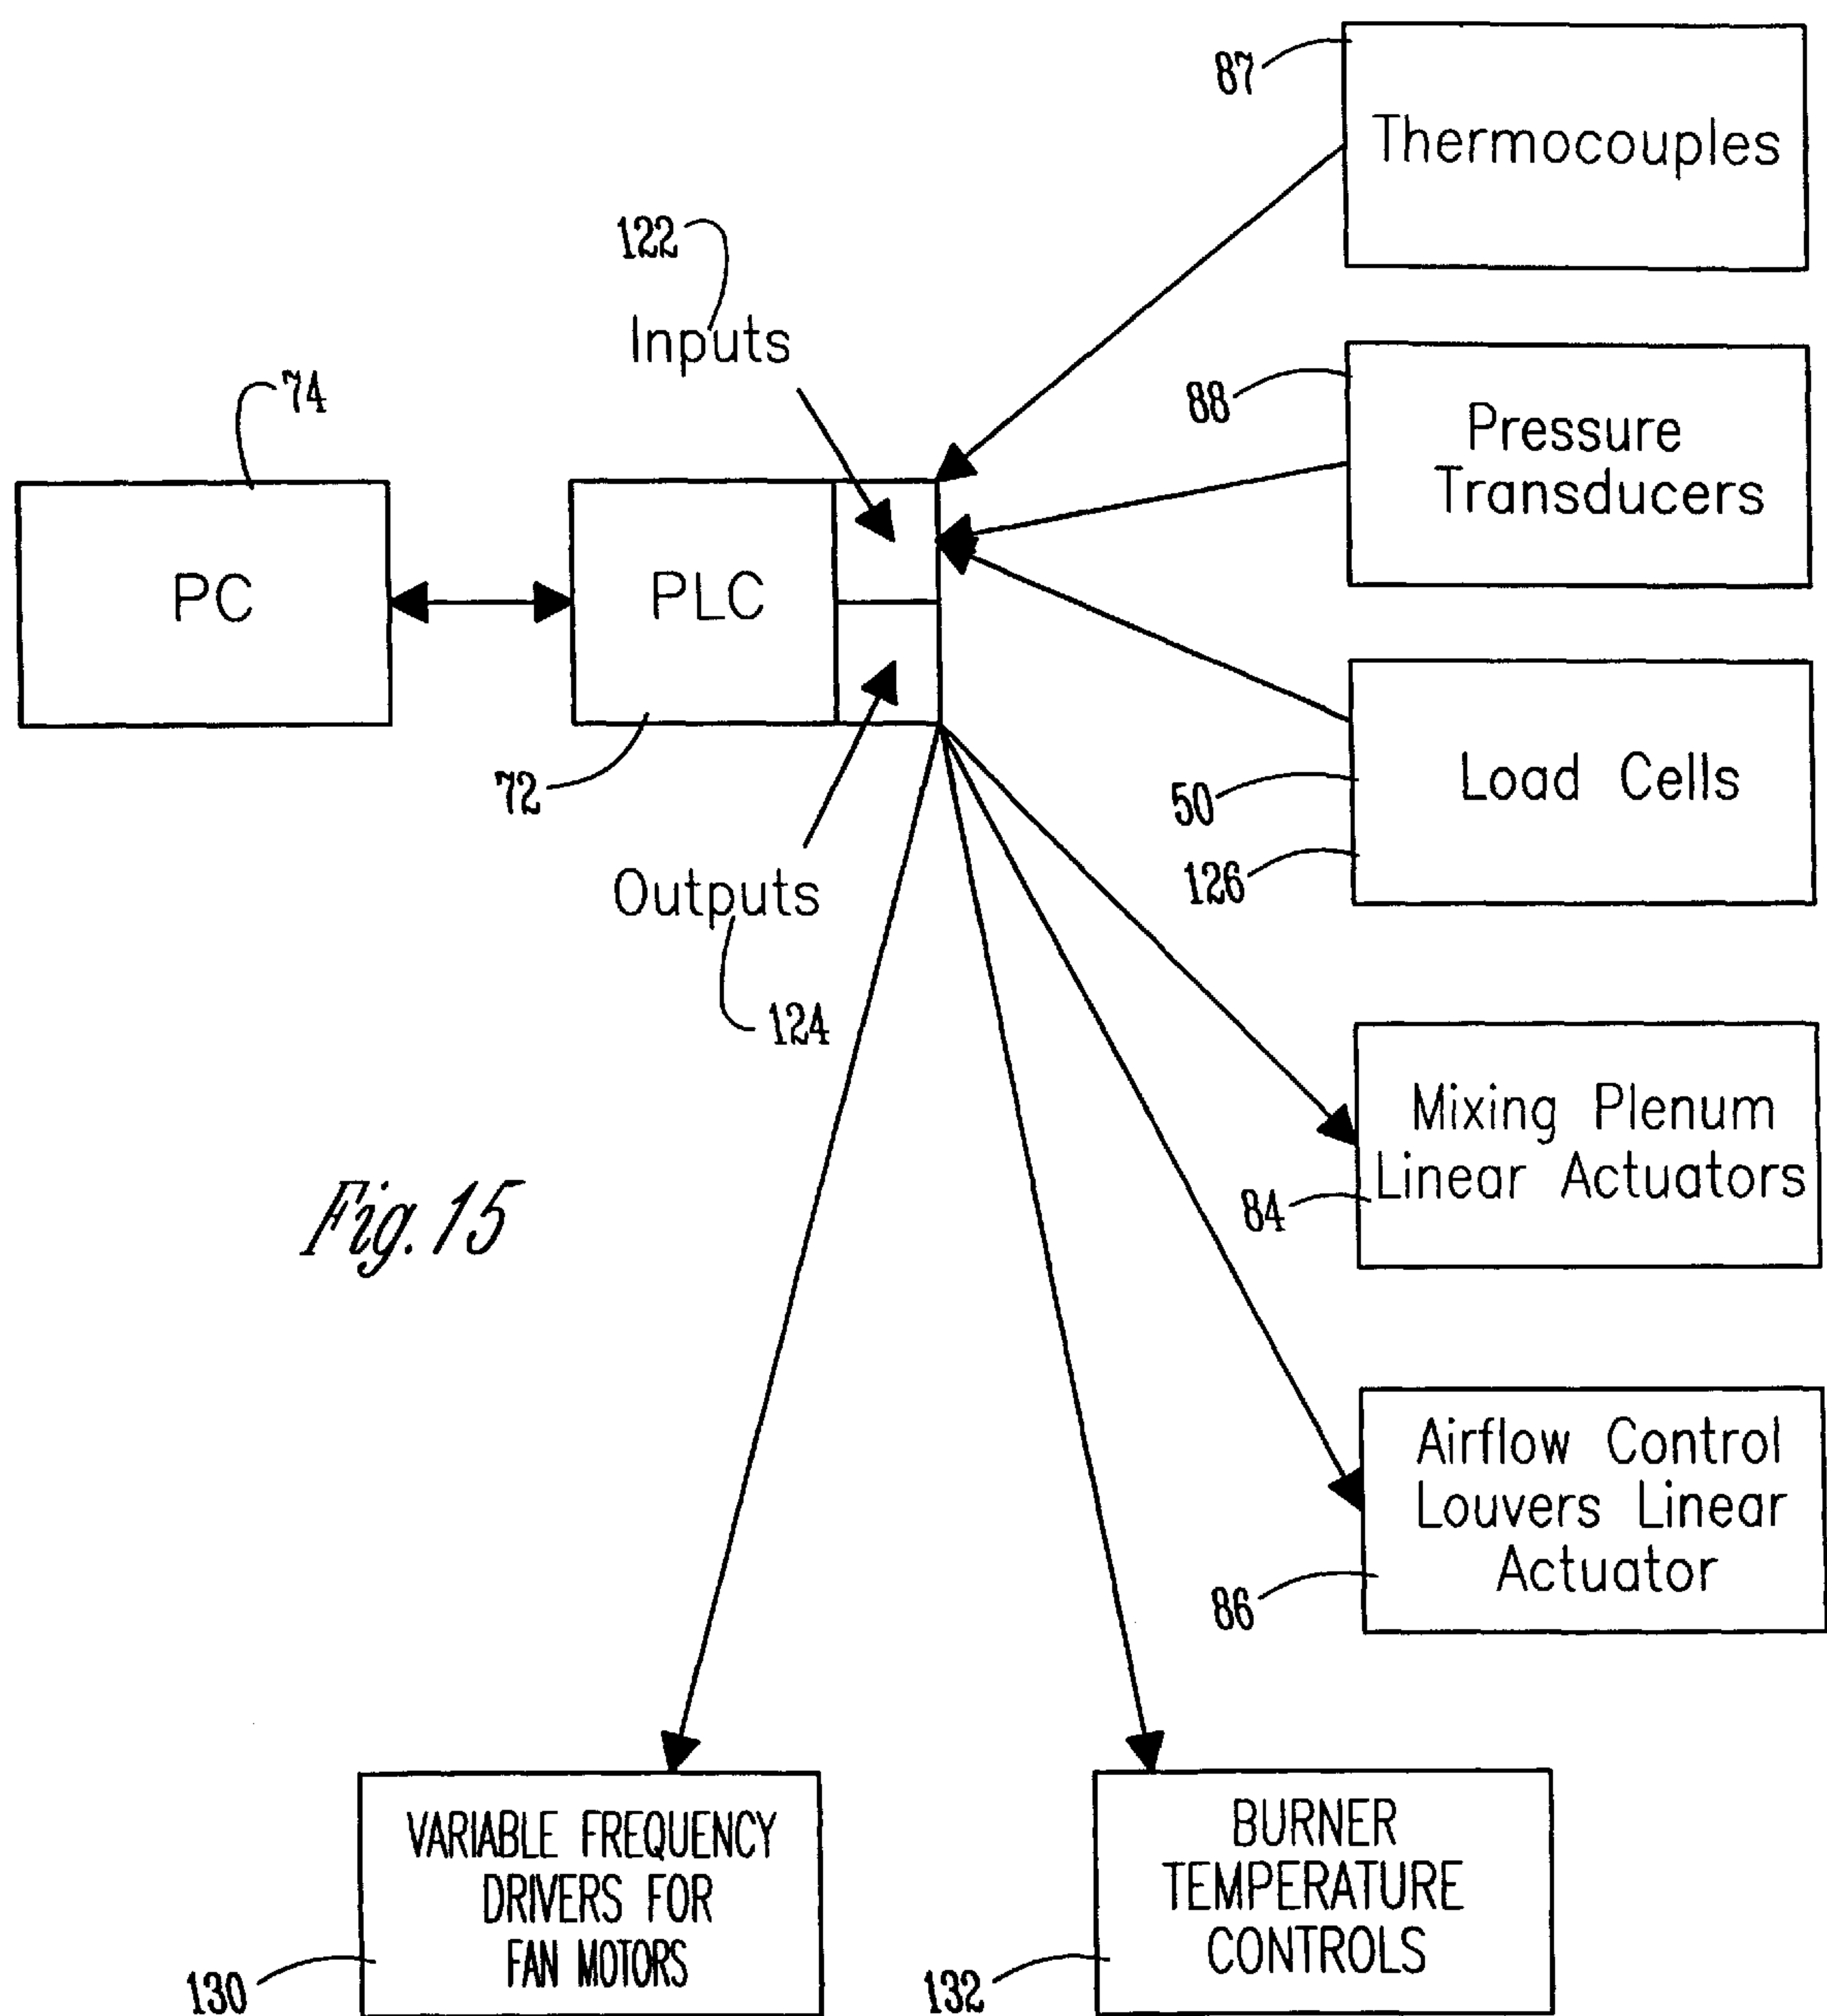 87
Thermocouples
122
Inputs
74
88
Pressure
Transducers
PC
PLC
72
50
Load Cells
126
Outputs
124
Mixing Plenum
Linear Actuators
84
Fig. 15
Airflow Control
Louvers Linear
Actuator
86
VARIABLE FREQUENCY
DRIVERS FOR
FAN MOTORS
130
BURNER
TEMPERATURE
CONTROLS
132